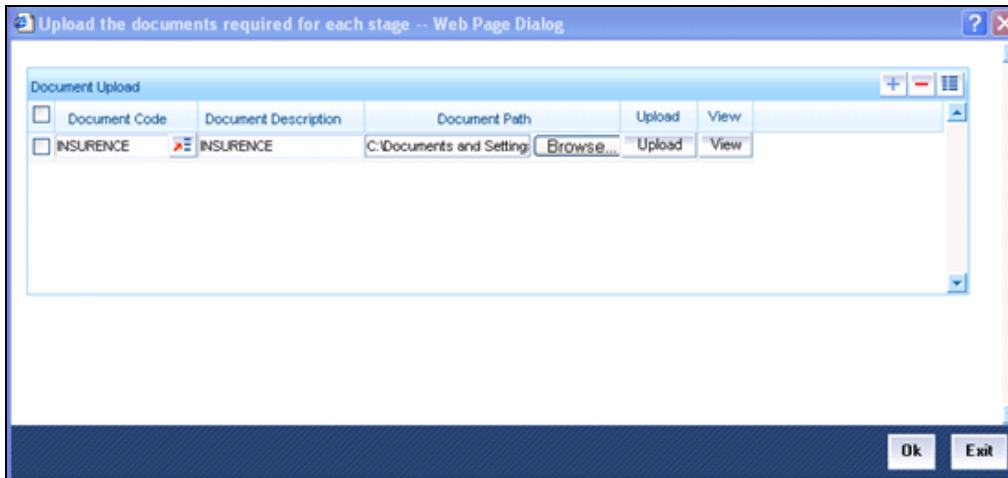 Upload the documents required for each stage -- Web Page Dialog
Document Upload
Document Code Document Description Document Path Upload View
INSURENCE INSURENCE C:\Documents and Setting Browse... Upload View
Ok Exit